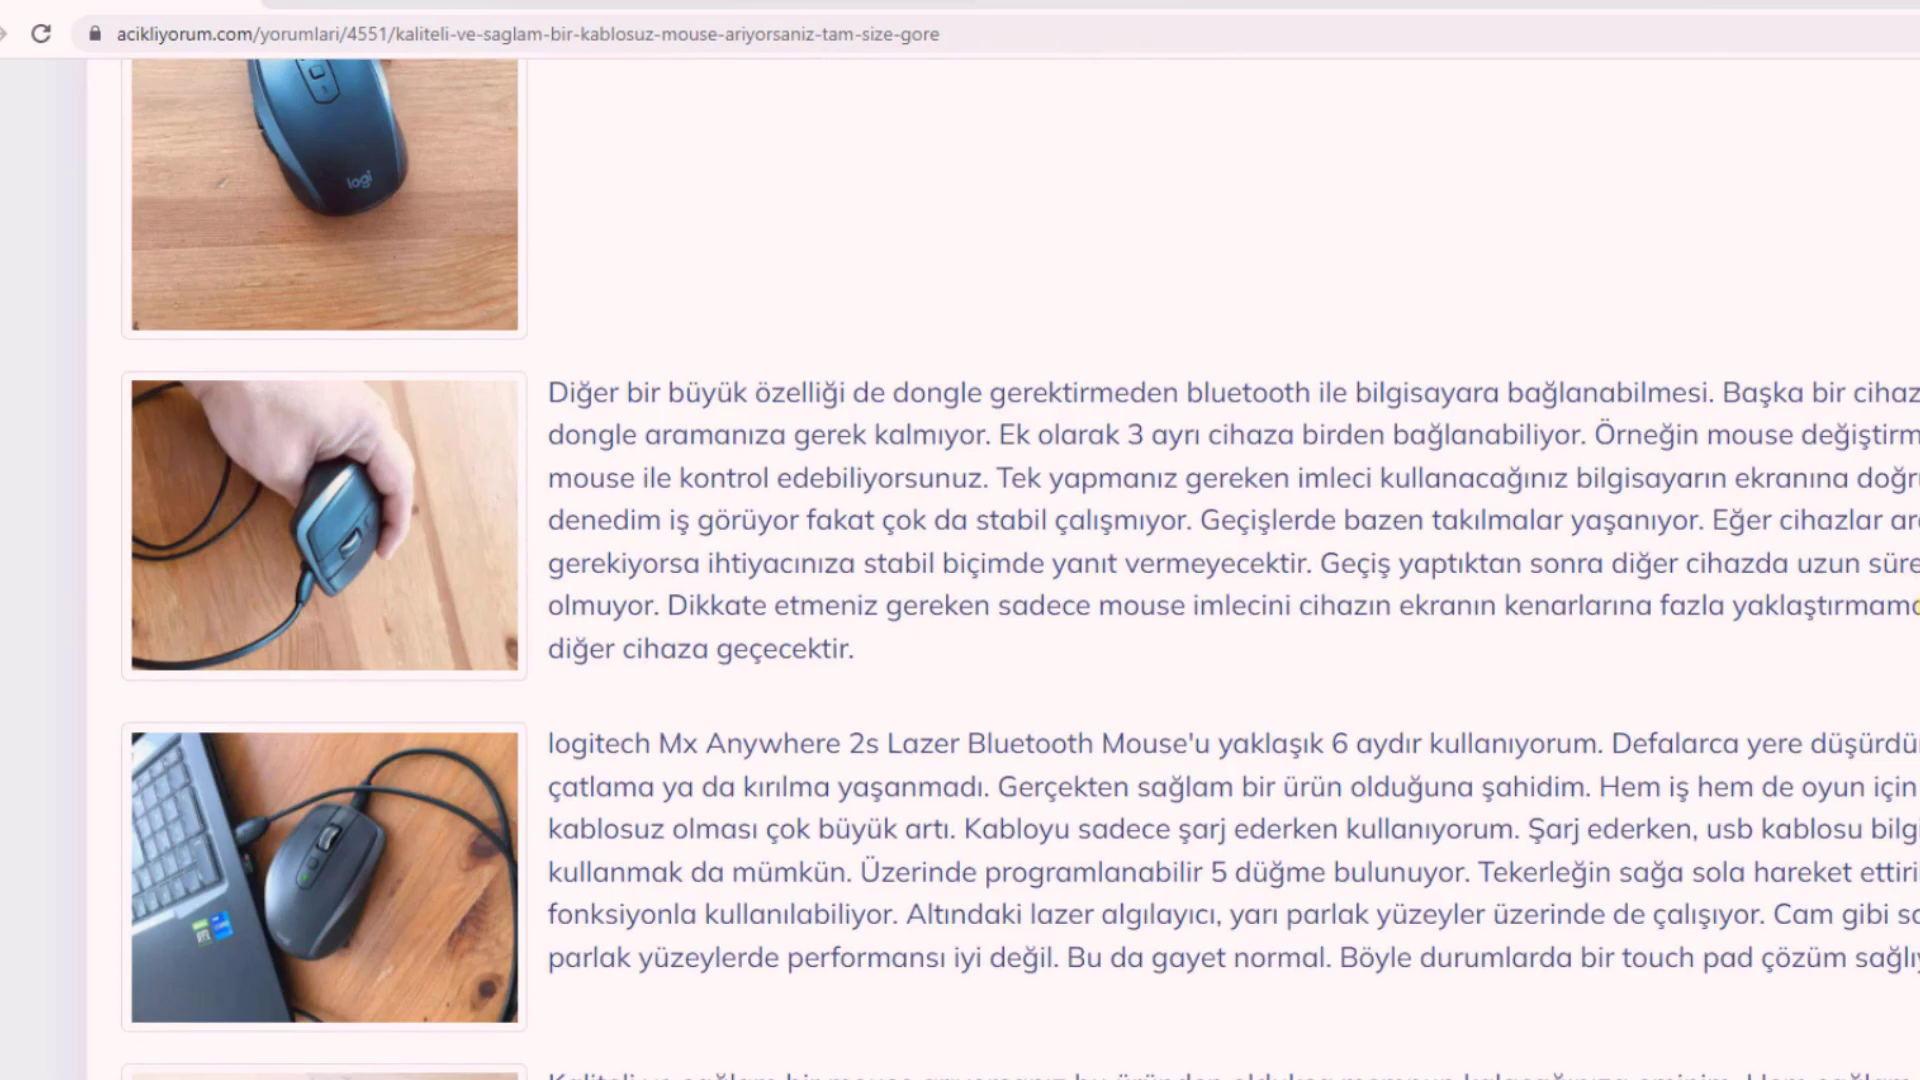 acikliyorum.com/yorumlari/4551/kaliteli-ve-saglam-bir-kablosuz-mouse-ariyorsaniz-tam-size-gore
logi
Diğer bir büyük özelliği de dongle gerektirmeden bluetooth ile bilgisayara bağlanabilmesi. Başka bir cihaz
dongle aramanıza gerek kalmıyor. Ek olarak 3 ayrı cihaza birden bağlanabiliyor. Örneğin mouse değiştirm
mouse ile kontrol edebiliyorsunuz. Tek yapmanız gereken imleci kullanacağınız bilgisayarın ekranına doğru
denedim iş görüyor fakat çok da stabil çalışmıyor. Geçişlerde bazen takılmalar yaşanıyor. Eğer cihazlar ara
gerekiyorsa ihtiyacınıza stabil biçimde yanıt vermeyecektir. Geçiş yaptıktan sonra diğer cihazda uzun süre
olmuyor. Dikkate etmeniz gereken sadece mouse imlecini cihazın ekranın kenarlarına fazla yaklaştırmama
diğer cihaza geçecektir.
logitech Mx Anywhere 2s Lazer Bluetooth Mouse'u yaklaşık 6 aydır kullanıyorum. Defalarca yere düşürdü
çatlama ya da kırılma yaşanmadı. Gerçekten sağlam bir ürün olduğuna şahidim. Hem iş hem de oyun için
kablosuz olması çok büyük artı. Kabloyu sadece şarj ederken kullanıyorum. Şarj ederken, usb kablosu bilg
kullanmak da mümkün. Üzerinde programlanabilir 5 düğme bulunuyor. Tekerleğin sağa sola hareket ettiri
fonksiyonla kullanılabiliyor. Altındaki lazer algılayıcı, yarı parlak yüzeyler üzerinde de çalışıyor. Cam gibi
parlak yüzeylerde performansı iyi değil. Bu da gayet normal. Böyle durumlarda bir touch pad çözüm sağlıy